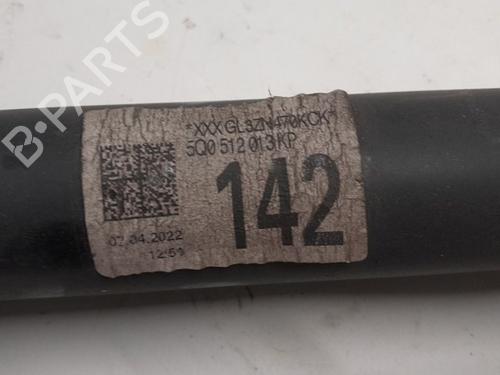 B-PARTS
*XXX GL3ZN470KCK*
5Q0 512 013 KP
142
07.04.2022
12:51